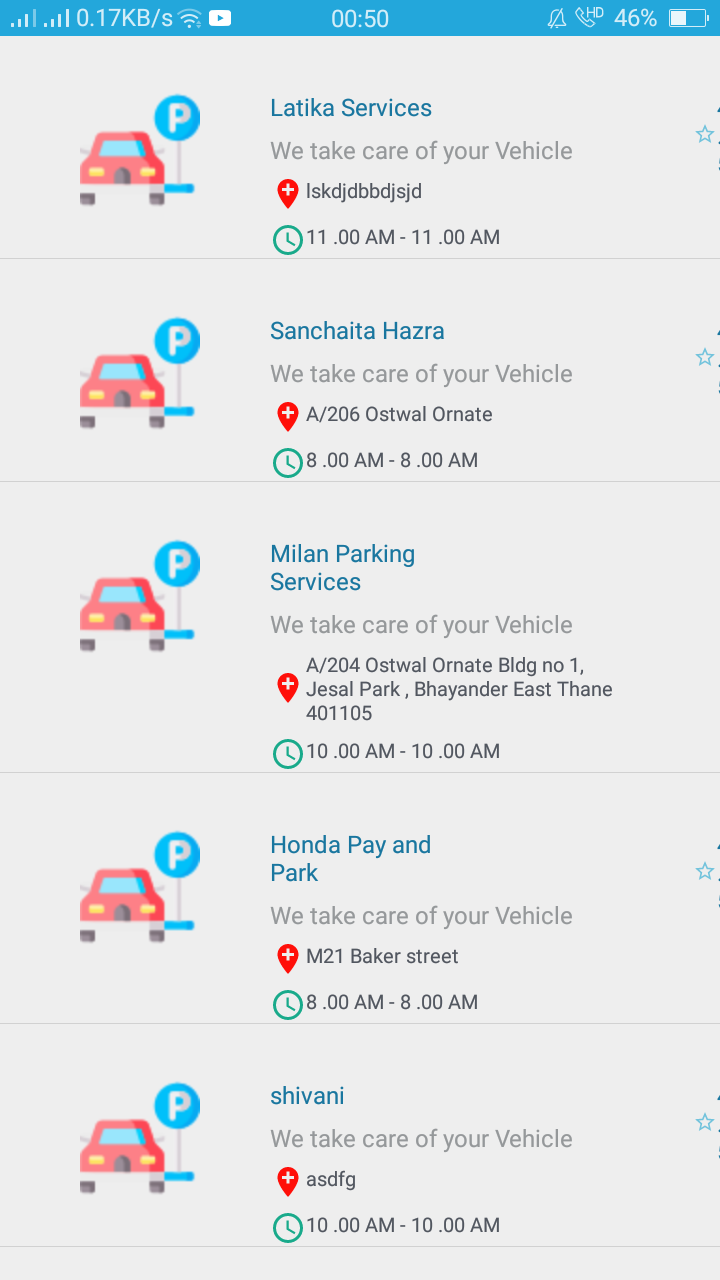 0.17KB/s
00:50
HD
46%
P
Latika Services
We take care of your Vehicle
lskdjdbbdjsjd
11 .00 AM - 11 .00 AM
P
Sanchaita Hazra
We take care of your Vehicle
A/206 Ostwal Ornate
8 .00 AM - 8 .00 AM
P
Milan Parking
Services
We take care of your Vehicle
A/204 Ostwal Ornate Bldg no 1,
Jesal Park , Bhayander East Thane
401105
10 .00 AM - 10 .00 AM
P
Honda Pay and
Park
We take care of your Vehicle
M21 Baker street
8 .00 AM - 8 .00 AM
P
shivani
We take care of your Vehicle
asdfg
10 .00 AM - 10 .00 AM